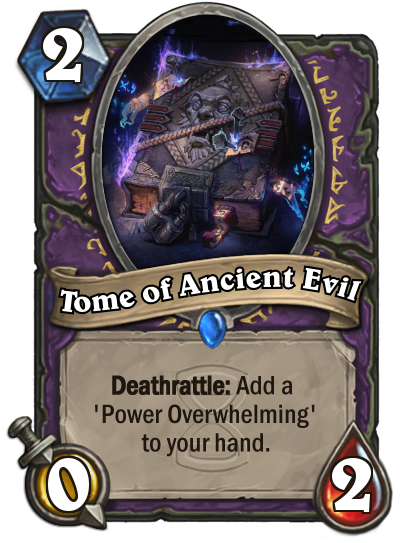 2
Tome of Ancient Evil
Deathrattle: Add a
'Power Overwhelming'
to your hand.
0
2